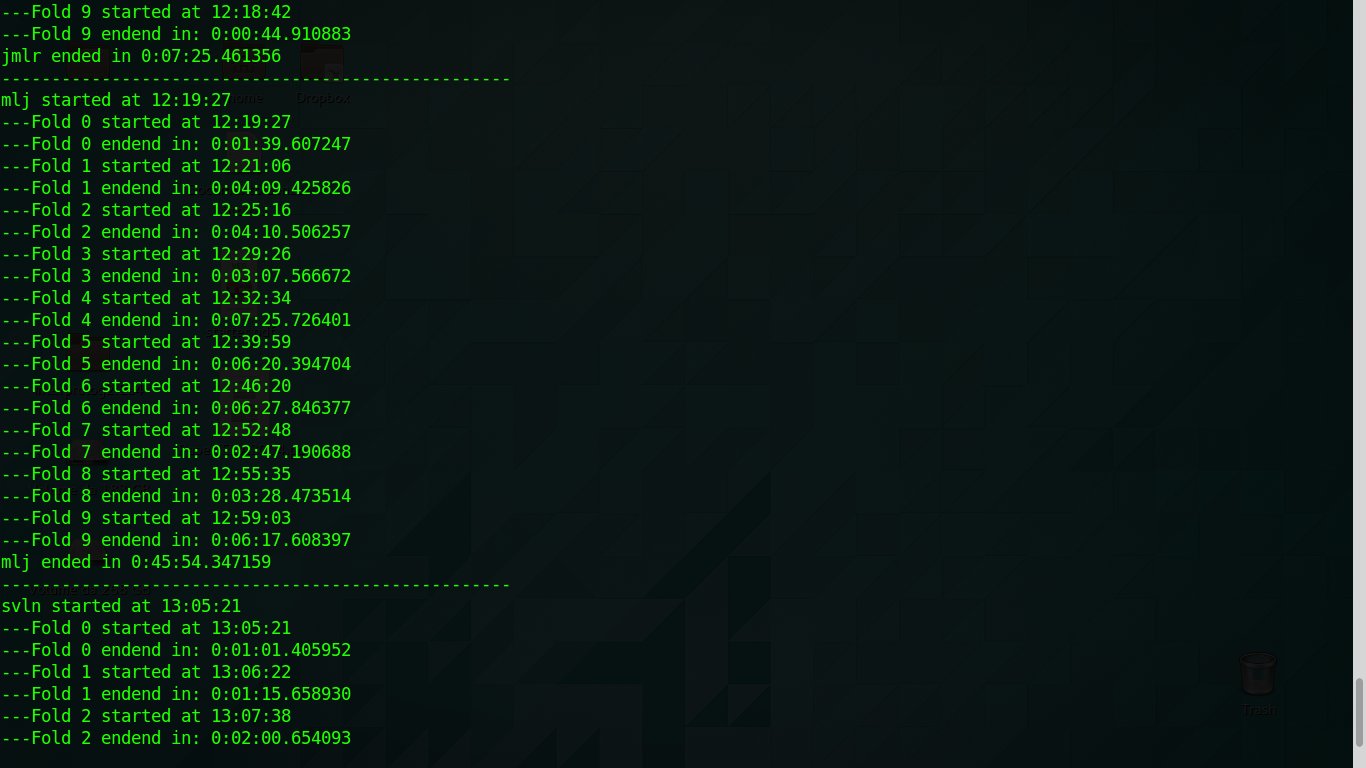 ---Fold 9 started at 12:18:42
---Fold 9 endend in: 0:00:44.910883
jmlr ended in 0:07:25.461356
---------------------------------------------------
mlj started at 12:19:27
Dropbox
---Fold 0 started at 12:19:27
---Fold 0 endend in: 0:01:39.607247
---Fold 1 started at 12:21:06
---Fold 1 endend in: 0:04:09.425826
---Fold 2 started at 12:25:16
---Fold 2 endend in: 0:04:10.506257
---Fold 3 started at 12:29:26
---Fold 3 endend in: 0:03:07.566672
---Fold 4 started at 12:32:34
---Fold 4 endend in: 0:07:25.726401
---Fold 5 started at 12:39:59
---Fold 5 endend in: 0:06:20.394704
---Fold 6 started at 12:46:20
---Fold 6 endend in: 0:06:27.846377
---Fold 7 started at 12:52:48
---Fold 7 endend in: 0:02:47.190688
---Fold 8 started at 12:55:35
---Fold 8 endend in: 0:03:28.473514
---Fold 9 started at 12:59:03
---Fold 9 endend in: 0:06:17.608397
mlj ended in 0:45:54.347159
---------------------------------------------------
svln started at 13:05:21
---Fold 0 started at 13:05:21
---Fold 0 endend in: 0:01:01.405952
---Fold 1 started at 13:06:22
---Fold 1 endend in: 0:01:15.658930
---Fold 2 started at 13:07:38
Trash
---Fold 2 endend in: 0:02:00.654093